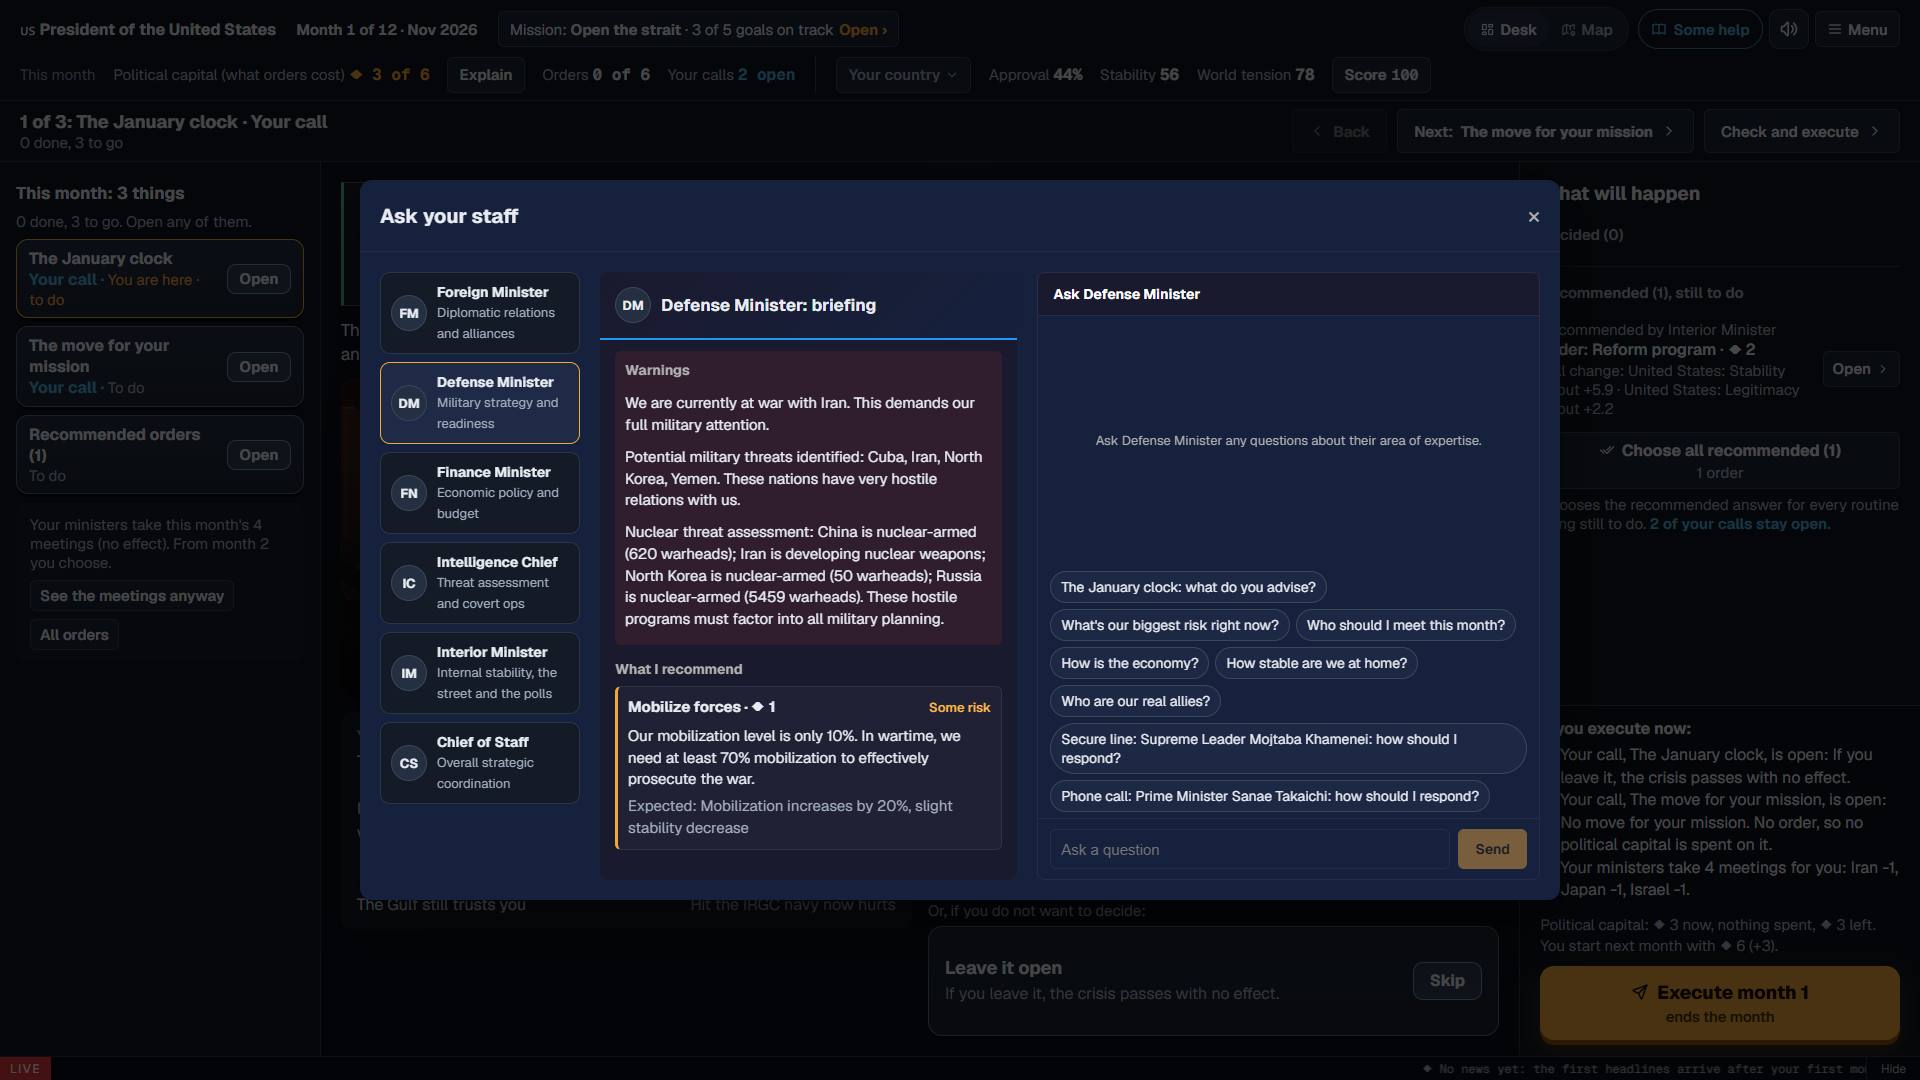 US President of the United States
Month 1 of 12 · Nov 2026
Mission: Open the strait · 3 of 5 goals on track Open ›
Desk
Map
Some help
Menu
This month
Political capital (what orders cost) ◆ 3 of 6
Explain
Orders 0 of 6
Your calls 2 open
Your country
Approval 44%
Stability 56
World tension 78
Score 100
1 of 3: The January clock · Your call
0 done, 3 to go
Back
Next: The move for your mission
Check and execute
This month: 3 things
0 done, 3 to go. Open any of them.
The January clock
Your call · You are here ·
to do
Open
The move for your
mission
Your call · To do
Open
Recommended orders
(1)
To do
Open
Your ministers take this month's 4
meetings (no effect). From month 2
you choose.
See the meetings anyway
All orders
Th
an
Ask your staff
×
FM
Foreign Minister
Diplomatic relations
and alliances
DM
Defense Minister
Military strategy and
readiness
FN
Finance Minister
Economic policy and
budget
IC
Intelligence Chief
Threat assessment
and covert ops
IM
Interior Minister
Internal stability, the
street and the polls
CS
Chief of Staff
Overall strategic
coordination
DM
Defense Minister: briefing
Warnings
We are currently at war with Iran. This demands our
full military attention.
Potential military threats identified: Cuba, Iran, North
Korea, Yemen. These nations have very hostile
relations with us.
Nuclear threat assessment: China is nuclear-armed
(620 warheads); Iran is developing nuclear weapons;
North Korea is nuclear-armed (50 warheads); Russia
is nuclear-armed (5459 warheads). These hostile
programs must factor into all military planning.
What I recommend
Mobilize forces · ◆ 1
Some risk
Our mobilization level is only 10%. In wartime, we
need at least 70% mobilization to effectively
prosecute the war.
Expected: Mobilization increases by 20%, slight
stability decrease
Ask Defense Minister
Ask Defense Minister any questions about their area of expertise.
The January clock: what do you advise?
What's our biggest risk right now?
Who should I meet this month?
How is the economy?
How stable are we at home?
Who are our real allies?
Secure line: Supreme Leader Mojtaba Khamenei: how should I
respond?
Phone call: Prime Minister Sanae Takaichi: how should I respond?
Ask a question
Send
The Gulf still trusts you
Hit the IRGC navy now hurts
Or, if you do not want to decide:
Leave it open
If you leave it, the crisis passes with no effect.
Skip
hat will happen
cided (0)
commended (1), still to do
commended by Interior Minister
der: Reform program · ◆ 2
ll change: United States: Stability
out +5.9 · United States: Legitimacy
out +2.2
Open
Choose all recommended (1)
1 order
ooses the recommended answer for every routine
ng still to do. 2 of your calls stay open.
you execute now:
Your call, The January clock, is open: If you
leave it, the crisis passes with no effect.
Your call, The move for your mission, is open:
No move for your mission. No order, so no
political capital is spent on it.
Your ministers take 4 meetings for you: Iran -1,
Japan -1, Israel -1.
Political capital: ◆ 3 now, nothing spent, ◆ 3 left.
You start next month with ◆ 6 (+3).
Execute month 1
ends the month
LIVE
◆ No news yet: the first headlines arrive after your first mo
Hide